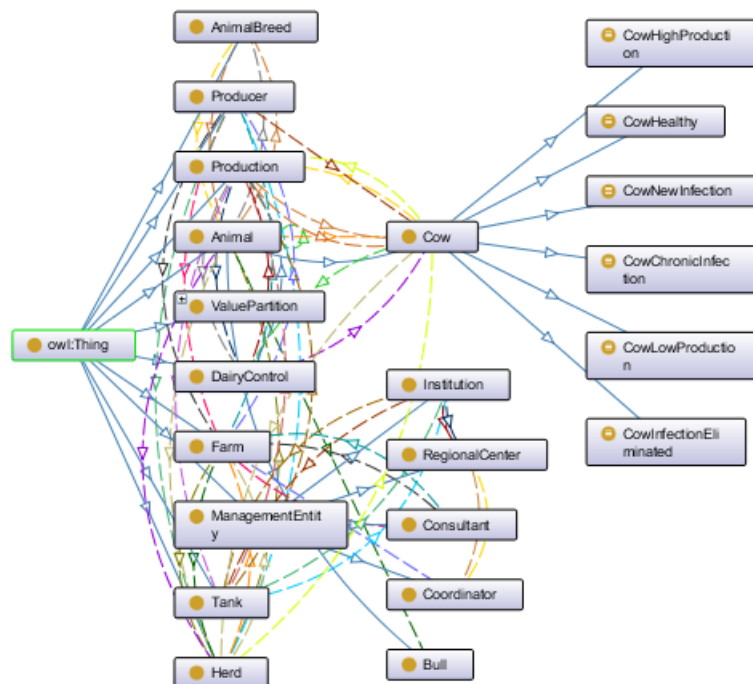 AnimalBreed
CowHighProducti
on
Producer
CowHealthy
Production
CowNewInfection
Animal
Cow
CowChronicInfec
tion
ValuePartition
owl:Thing
CowLowProductio
n
DairyControl
Institution
CowInfectionEli
minated
Farm
RegionalCenter
ManagementEntit
y
Consultant
Tank
Coordinator
Herd
Bull